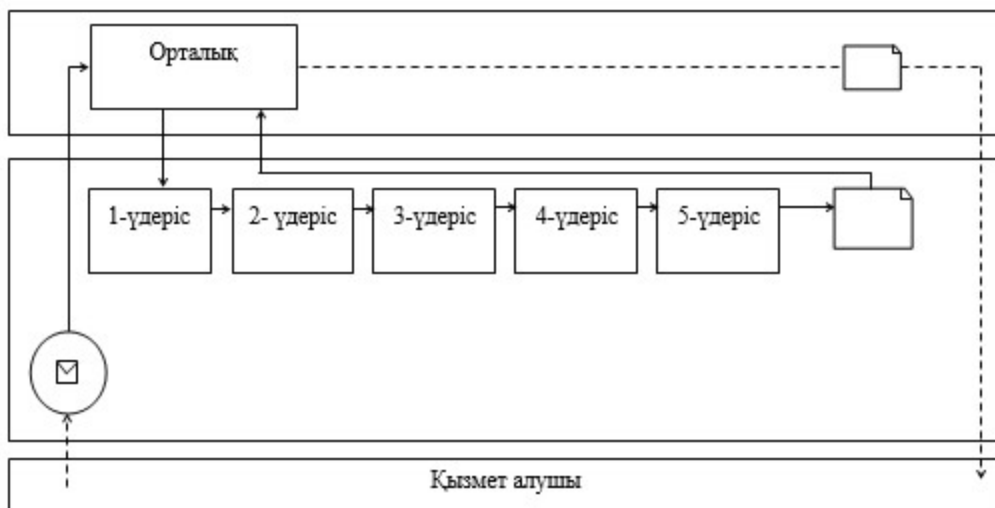 Орталық
1-үдеріс
2- үдеріс
3-үдеріс
4-үдеріс
5-үдеріс
Қызмет алушы